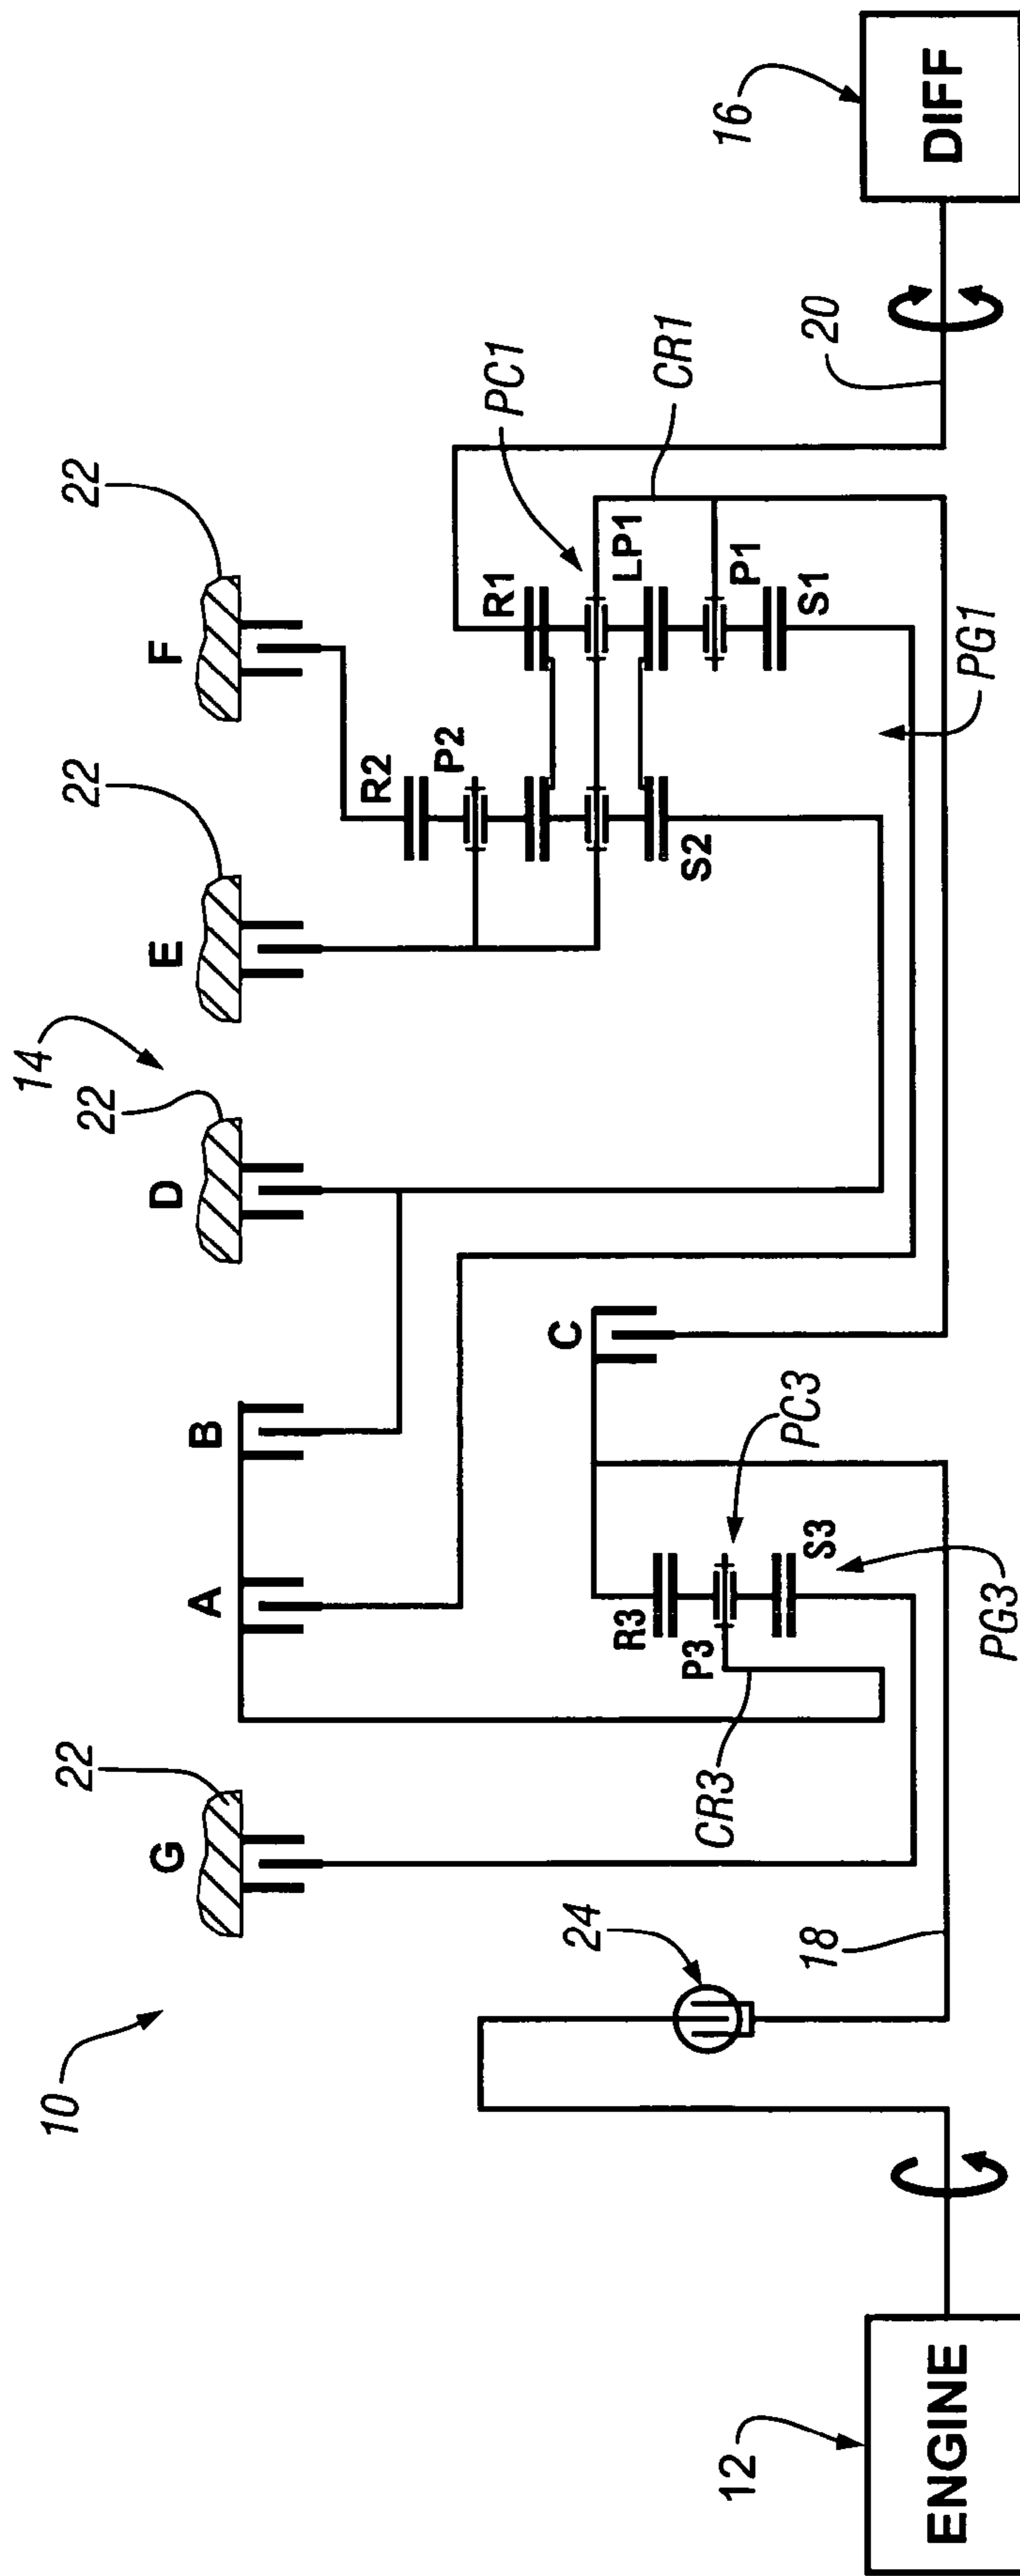 10
14
22
G
22
A
B
D
22
E
22
F
R2
P2
PC1
R1
LP1
CR1
P1
S1
S2
PG1
C
R3
P3
PC3
S3
CR3
PG3
24
18
20
12
ENGINE
16
DIFF